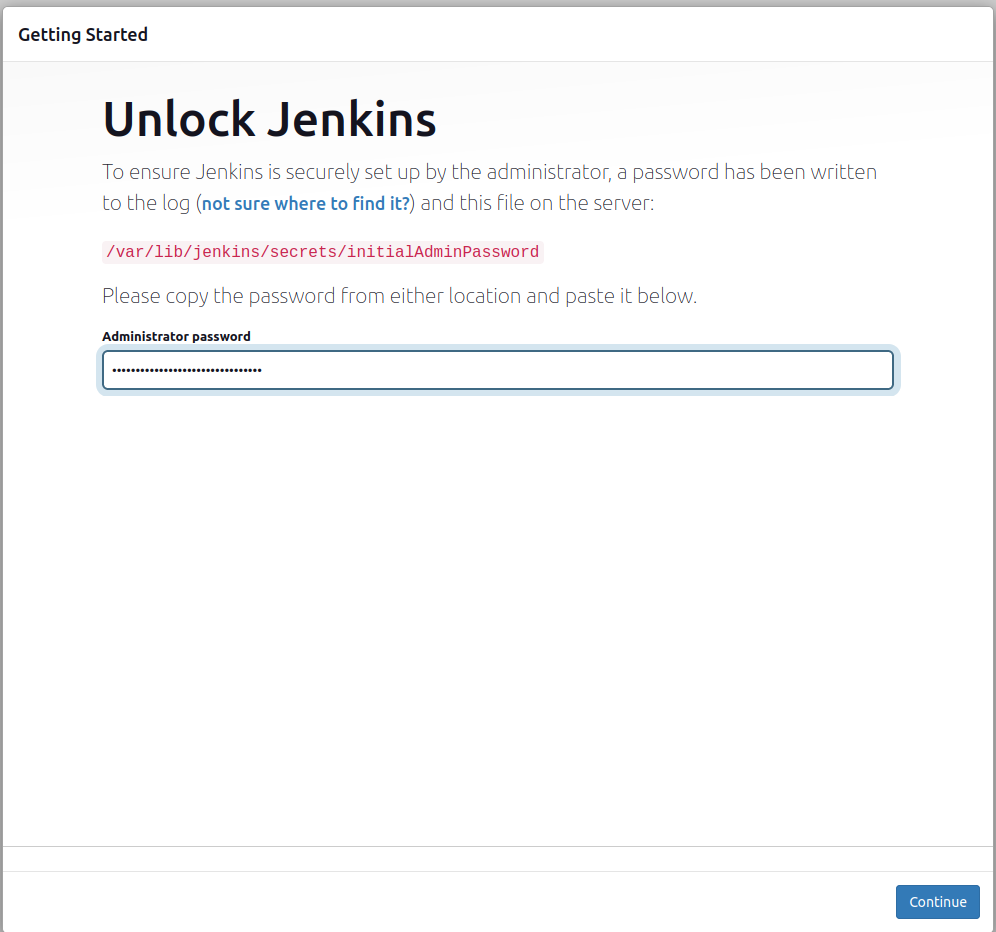 Getting Started
Unlock Jenkins
To ensure Jenkins is securely set up by the administrator, a password has been written
to the log (not sure where to find it?) and this file on the server:
/var/lib/jenkins/secrets/initialAdminPassword
Please copy the password from either location and paste it below.
Administrator password
••••••••••••••••••••••••••••••••
Continue